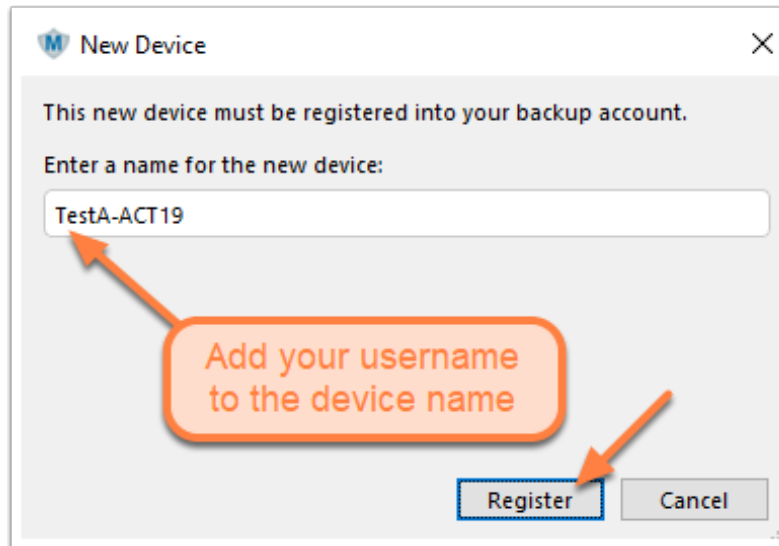 M New Device
This new device must be registered into your backup account.
Enter a name for the new device:
TestA-ACT19
Add your username
to the device name
Register Cancel